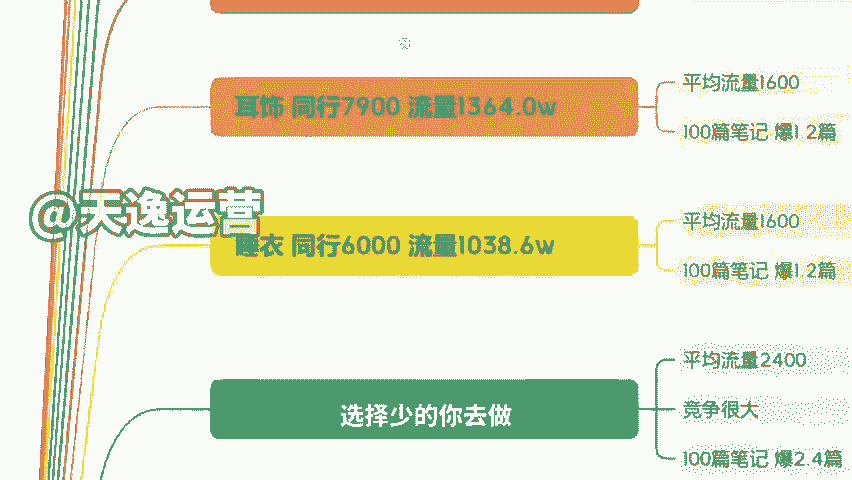 平均流量1600
耳饰 同行7900 流量1364.0w
100篇笔记 爆1.2篇
@天逸运营
平均流量1600
睡衣 同行6000 流量1038.6w
100篇笔记 爆1.2篇
平均流量2400
选择少的你去做
竞争很大
100篇笔记 爆2.4篇